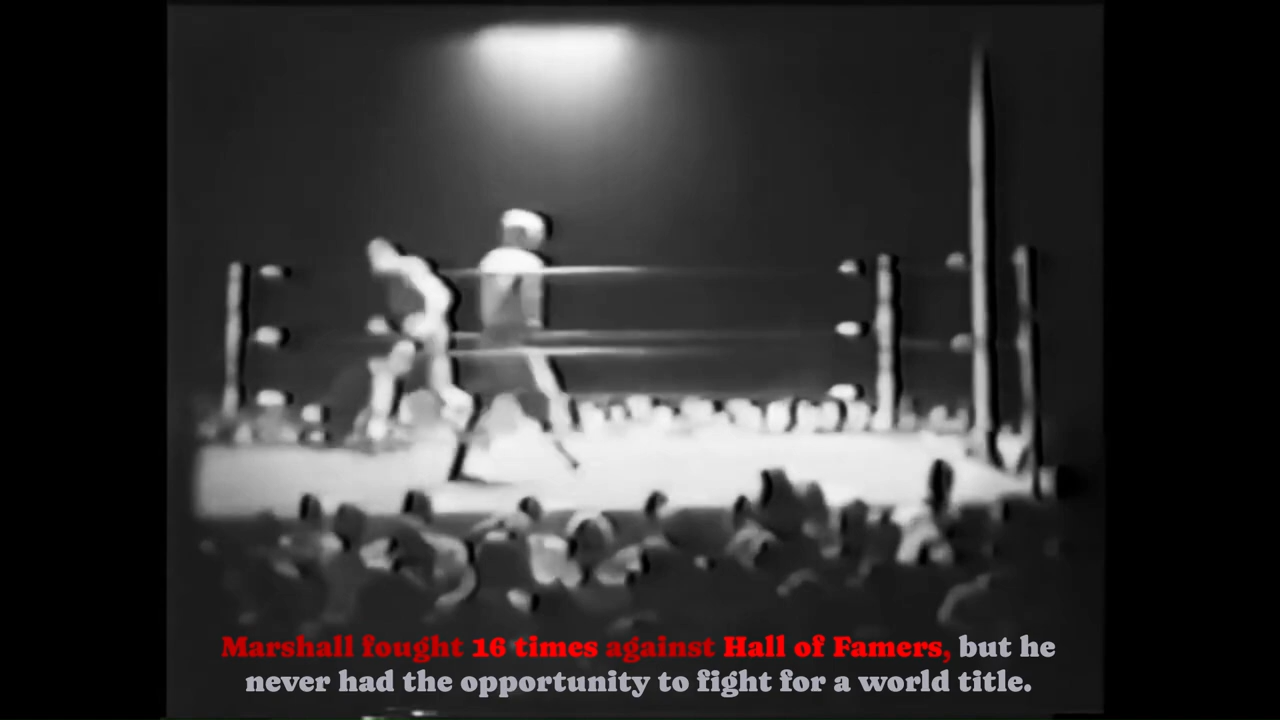 Marshall fought 16 times against Hall of Famers, but he
never had the opportunity to fight for a world title.